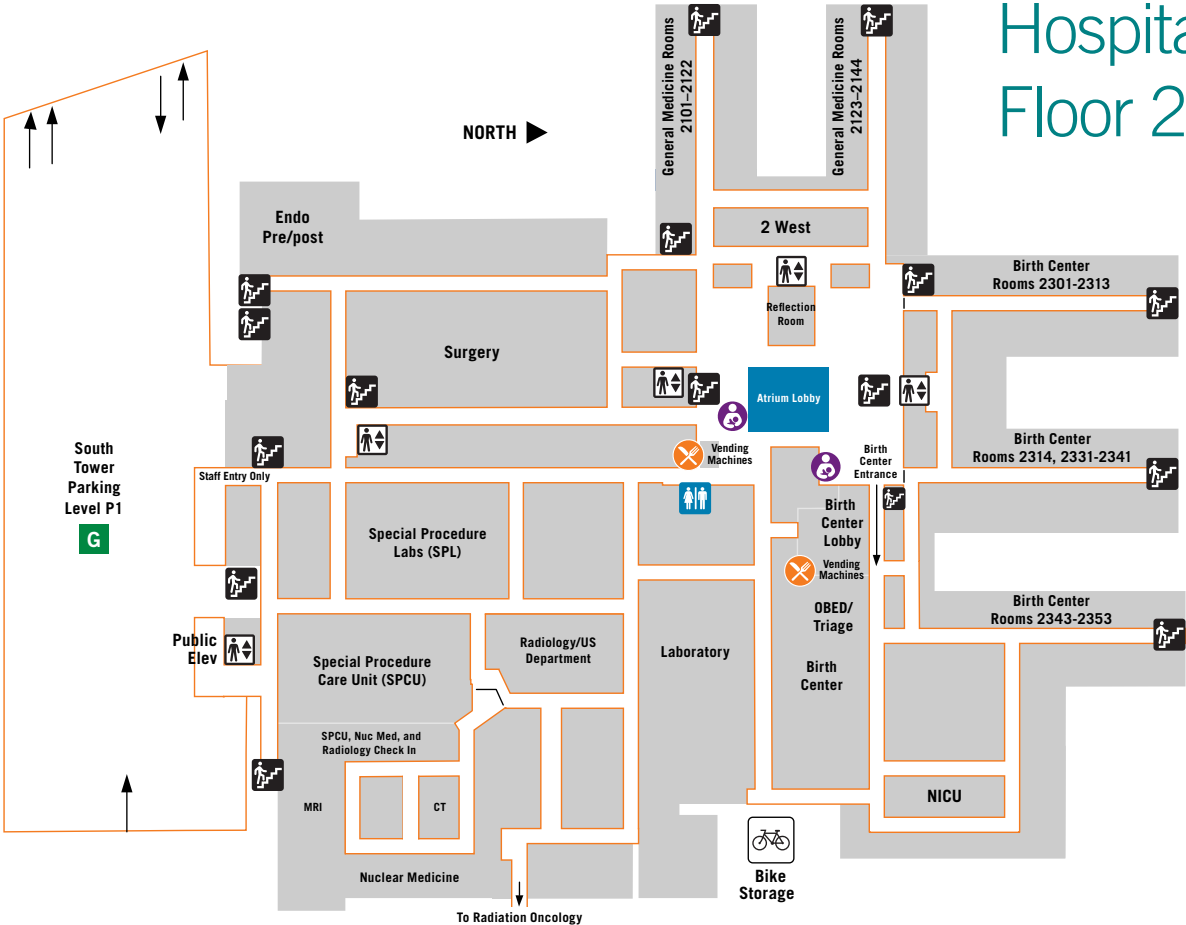 Hospita
Floor 2
NORTH
General Medicine Rooms
2101–2122
General Medicine Rooms
2123–2144
Endo
Pre/post
2 West
Birth Center
Rooms 2301-2313
Reflection
Room
Surgery
Atrium Lobby
South
Tower
Parking
Level P1
G
Staff Entry Only
Vending
Machines
Birth
Center
Entrance
Birth Center
Rooms 2314, 2331-2341
Special Procedure
Labs (SPL)
Birth
Center
Lobby
Vending
Machines
OBED/
Triage
Birth Center
Rooms 2343-2353
Public
Elev
Special Procedure
Care Unit (SPCU)
Radiology/US
Department
Laboratory
Birth
Center
SPCU, Nuc Med, and
Radiology Check In
MRI
CT
NICU
Nuclear Medicine
Bike
Storage
To Radiation Oncology